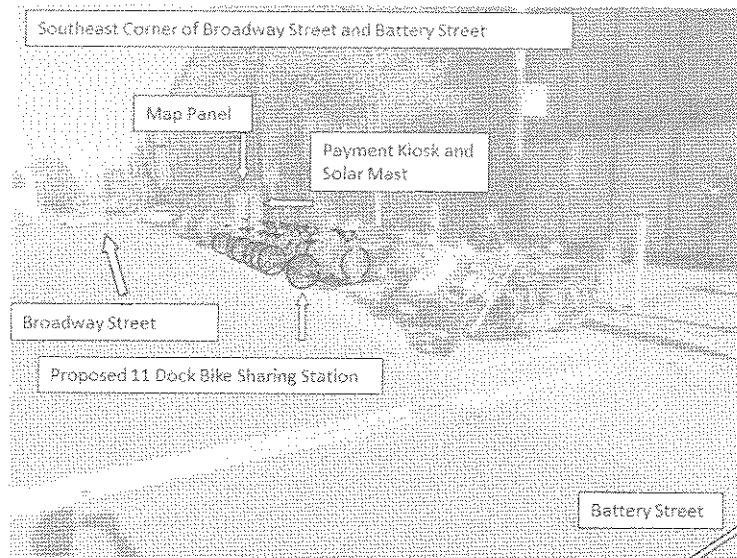 Southeast Corner of Broadway Street and Battery Street
Map Panel
Payment Kiosk and
Solar Mast
Broadway Street
Proposed 11 Dock Bike Sharing Station
Battery Street